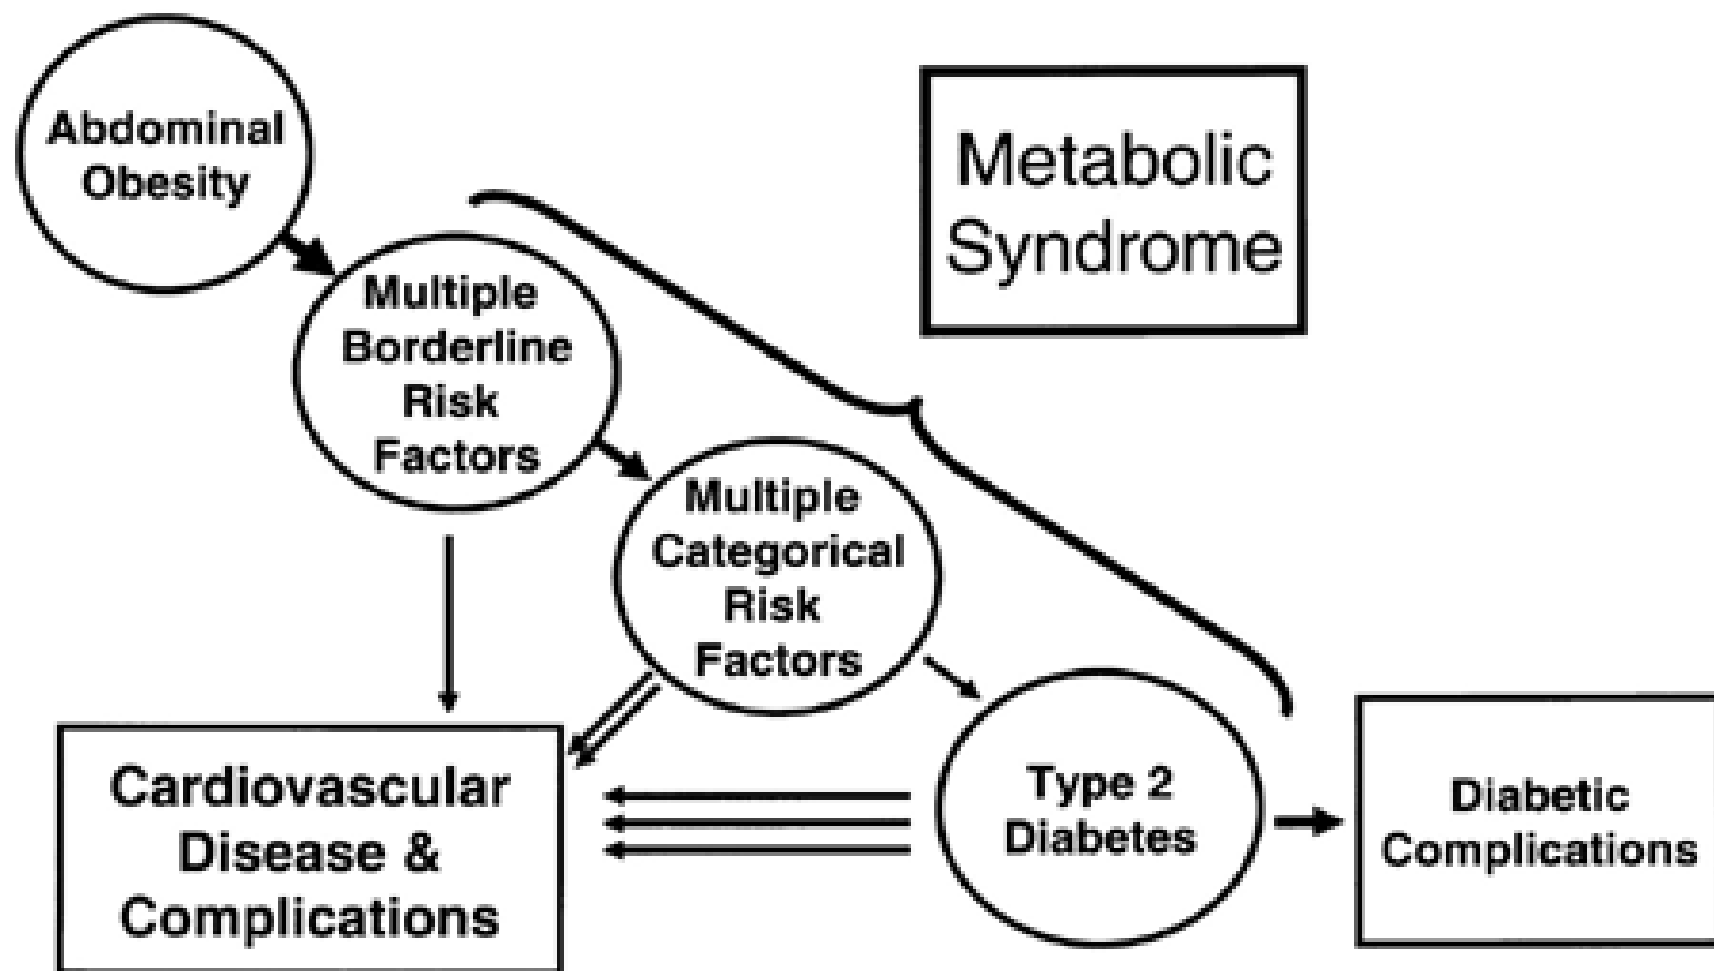 Abdominal
Obesity
Metabolic
Syndrome
Multiple
Borderline
Risk
Factors
Multiple
Categorical
Risk
Factors
Cardiovascular
Disease &
Complications
Type 2
Diabetes
Diabetic
Complications